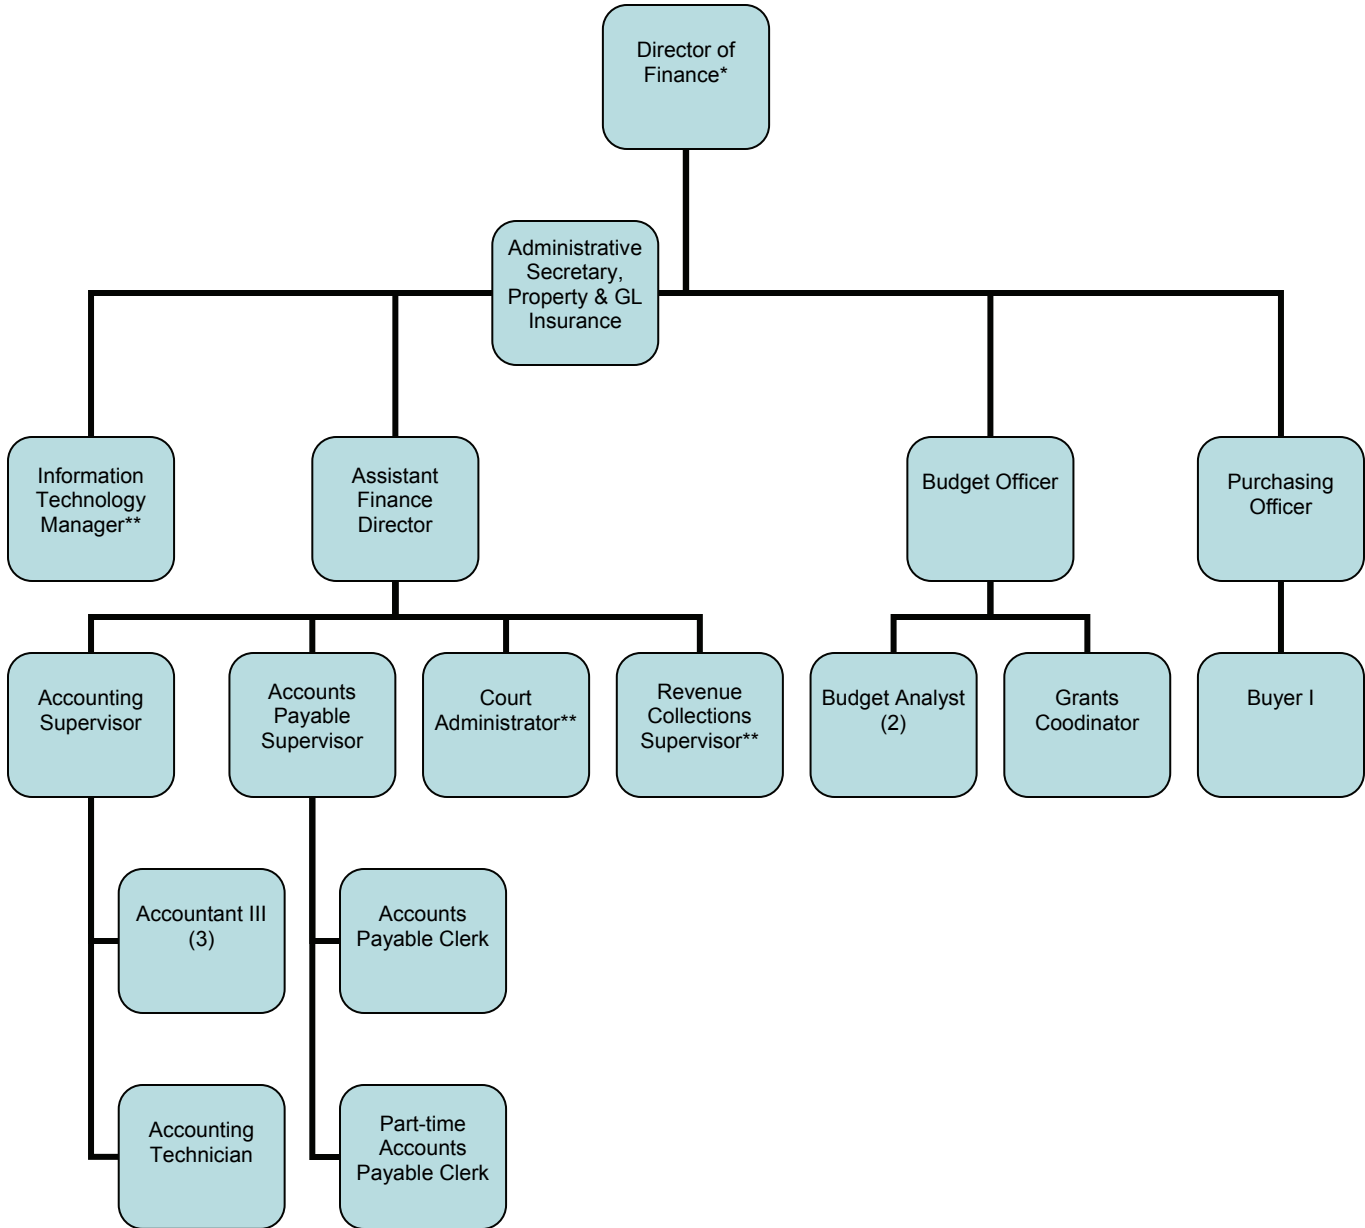 Director of
Finance*
Administrative
Secretary,
Property & GL
Insurance
Information
Technology
Manager**
Assistant
Finance
Director
Budget Officer
Purchasing
Officer
Accounting
Supervisor
Accounts
Payable
Supervisor
Court
Administrator**
Revenue
Collections
Supervisor**
Budget Analyst
(2)
Grants
Coodinator
Buyer I
Accountant III
(3)
Accounts
Payable Clerk
Accounting
Technician
Part-time
Accounts
Payable Clerk